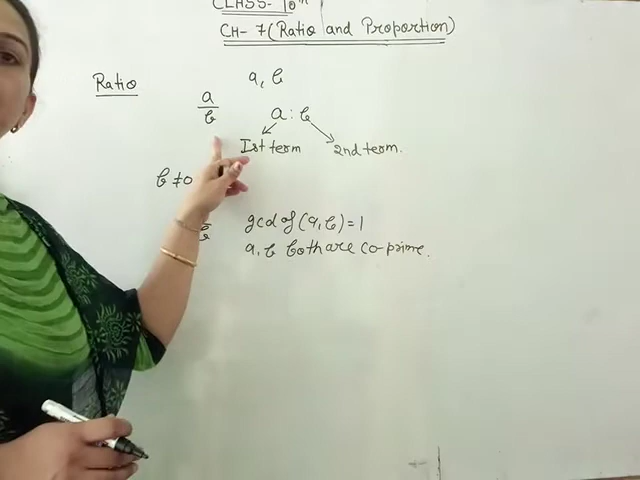 CLASS- 10th
CH- 7(Ratio and Proportion)
Ratio
a, b
a/b
a : b
Ist term
2nd term.
b ≠ 0
gcd of (a, b) = 1
a, b both are co-prime.